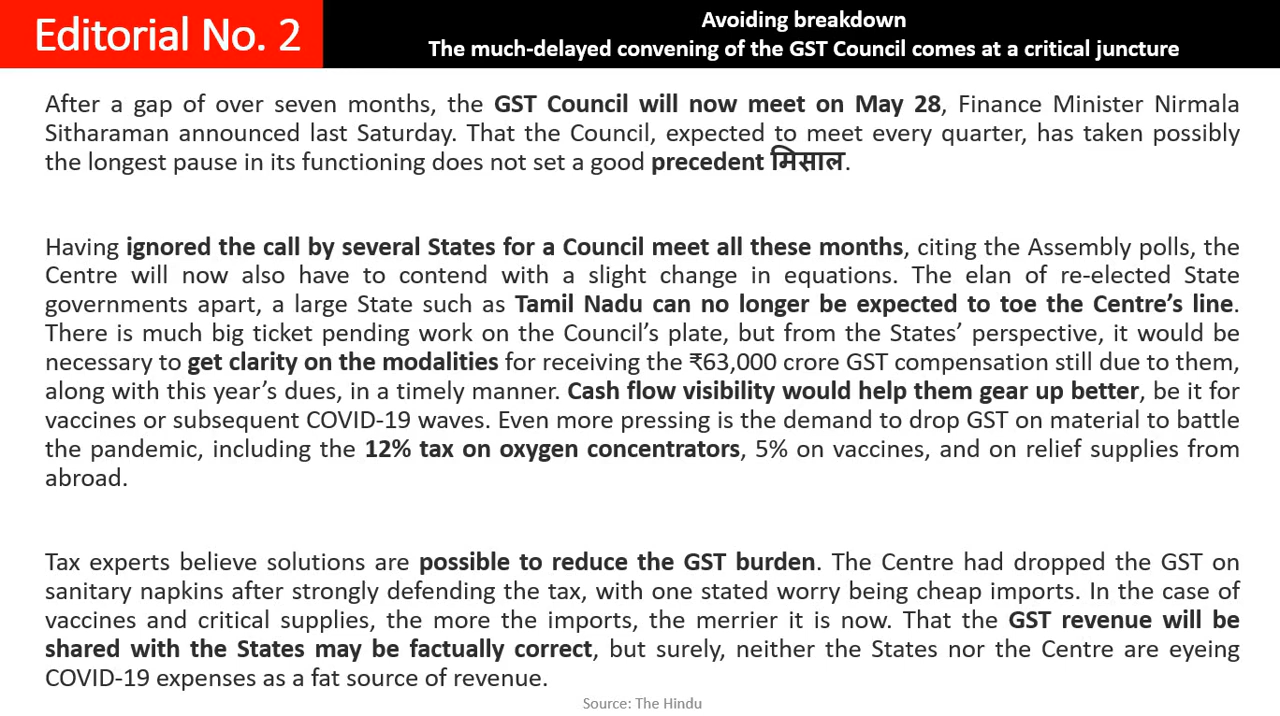 Editorial No. 2
Avoiding breakdown
The much-delayed convening of the GST Council comes at a critical juncture
After a gap of over seven months, the GST Council will now meet on May 28, Finance Minister Nirmala
Sitharaman announced last Saturday. That the Council, expected to meet every quarter, has taken possibly
the longest pause in its functioning does not set a good precedent मिसाल.
Having ignored the call by several States for a Council meet all these months, citing the Assembly polls, the
Centre will now also have to contend with a slight change in equations. The elan of re-elected State
governments apart, a large State such as Tamil Nadu can no longer be expected to toe the Centre’s line.
There is much big ticket pending work on the Council’s plate, but from the States’ perspective, it would be
necessary to get clarity on the modalities for receiving the ₹63,000 crore GST compensation still due to them,
along with this year’s dues, in a timely manner. Cash flow visibility would help them gear up better, be it for
vaccines or subsequent COVID-19 waves. Even more pressing is the demand to drop GST on material to battle
the pandemic, including the 12% tax on oxygen concentrators, 5% on vaccines, and on relief supplies from
abroad.
Tax experts believe solutions are possible to reduce the GST burden. The Centre had dropped the GST on
sanitary napkins after strongly defending the tax, with one stated worry being cheap imports. In the case of
vaccines and critical supplies, the more the imports, the merrier it is now. That the GST revenue will be
shared with the States may be factually correct, but surely, neither the States nor the Centre are eyeing
COVID-19 expenses as a fat source of revenue.
Source: The Hindu